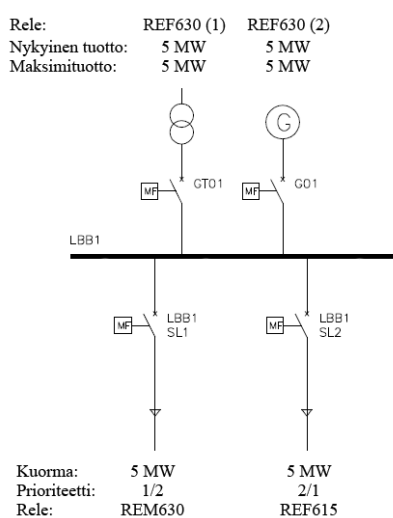 Rele: REF630 (1) REF630 (2)
Nykyinen tuotto: 5 MW 5 MW
Maksimituotto: 5 MW 5 MW
G
MF GT01 MF G01
LBB1
MF LBB1 MF LBB1
SL1 SL2
Kuorma: 5 MW 5 MW
Prioriteetti: 1/2 2/1
Rele: REM630 REF615